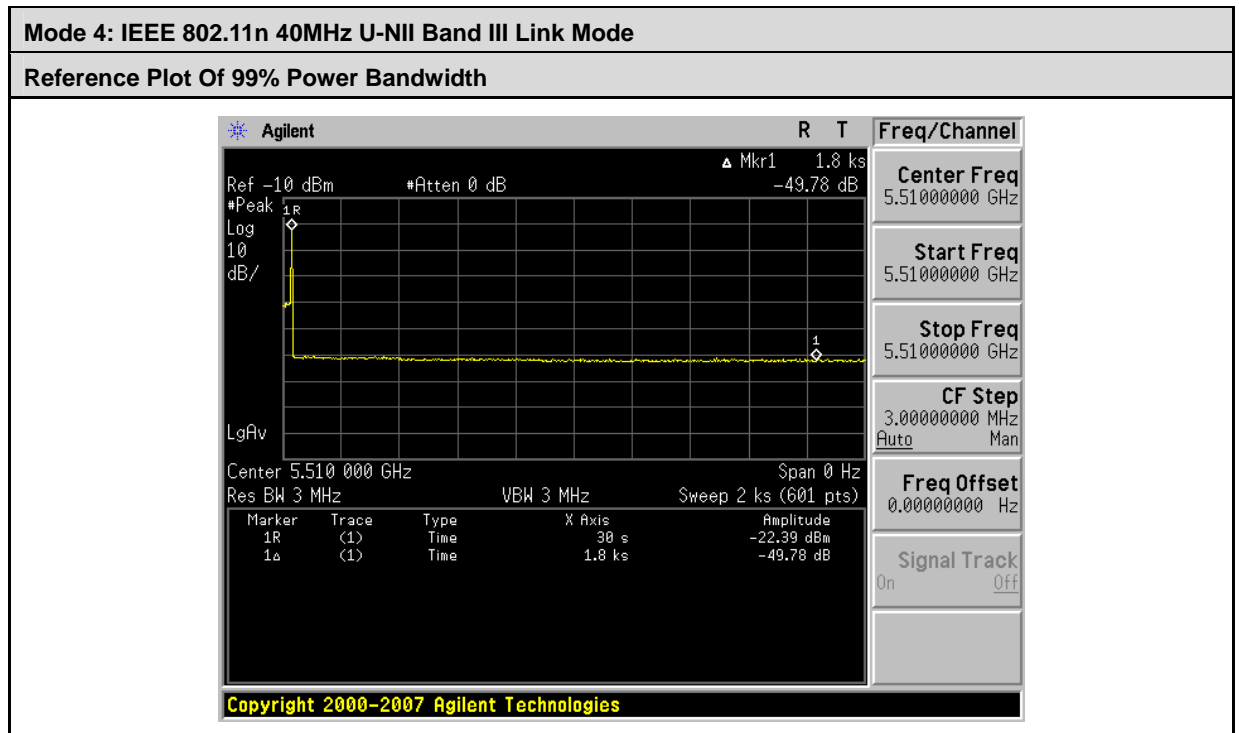 Mode 4: IEEE 802.11n 40MHz U-NII Band III Link Mode
Reference Plot Of 99% Power Bandwidth
Agilent R T Freq/Channel
Δ Mkr1 1.8 ks
Ref -10 dBm #Atten 0 dB -49.78 dB
#Peak
Log
10
dB/
1R
1
LgAv
Center 5.510 000 GHz Span 0 Hz
Res BW 3 MHz VBW 3 MHz Sweep 2 ks (601 pts)
Marker Trace Type X Axis Amplitude
1R (1) Time 30 s -22.39 dBm
1Δ (1) Time 1.8 ks -49.78 dB
Center Freq
5.51000000 GHz
Start Freq
5.51000000 GHz
Stop Freq
5.51000000 GHz
CF Step
3.00000000 MHz
Auto Man
Freq Offset
0.00000000 Hz
Signal Track
On Off
Copyright 2000-2007 Agilent Technologies